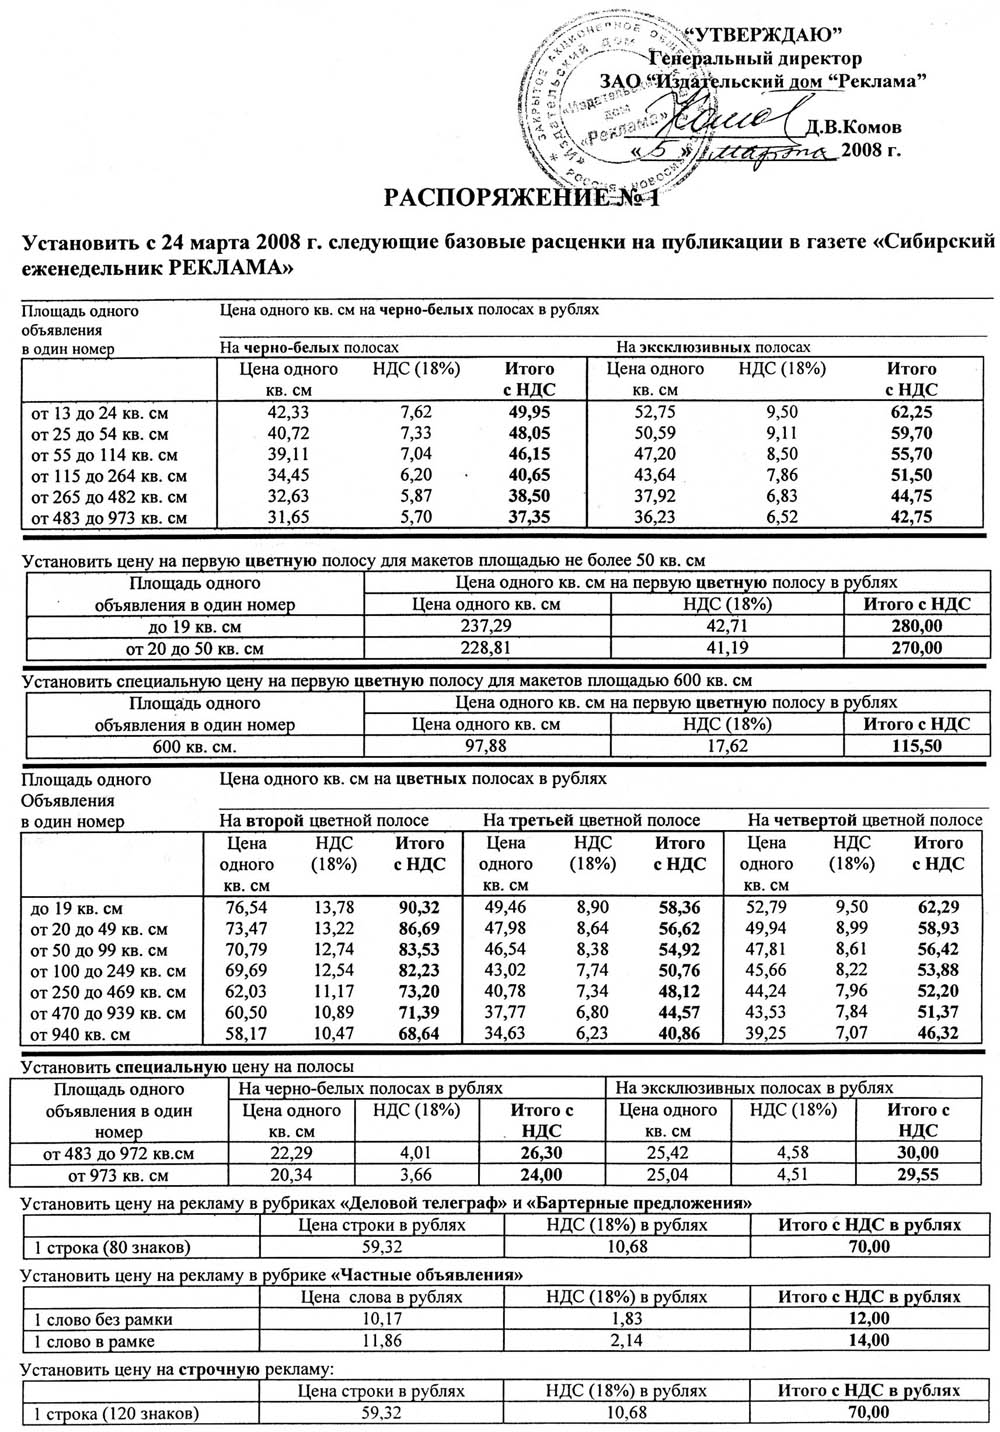 “УТВЕРЖДАЮ”
Генеральный директор
ЗАО “Издательский дом “Реклама”
Д.В.Комов
« 5 » марта 2008 г.
РАСПОРЯЖЕНИЕ № 1
Установить с 24 марта 2008 г. следующие базовые расценки на публикации в газете «Сибирский
еженедельник РЕКЛАМА»
Площадь одного Цена одного кв. см на черно-белых полосах в рублях
объявления
в один номер На черно-белых полосах На эксклюзивных полосах
Цена одного НДС (18%) Итого Цена одного НДС (18%) Итого
кв. см с НДС кв. см с НДС
от 13 до 24 кв. см 42,33 7,62 49,95 52,75 9,50 62,25
от 25 до 54 кв. см 40,72 7,33 48,05 50,59 9,11 59,70
от 55 до 114 кв. см 39,11 7,04 46,15 47,20 8,50 55,70
от 115 до 264 кв. см 34,45 6,20 40,65 43,64 7,86 51,50
от 265 до 482 кв. см 32,63 5,87 38,50 37,92 6,83 44,75
от 483 до 973 кв. см 31,65 5,70 37,35 36,23 6,52 42,75
Установить цену на первую цветную полосу для макетов площадью не более 50 кв. см
Площадь одного Цена одного кв. см на первую цветную полосу в рублях
объявления в один номер Цена одного кв. см НДС (18%) Итого с НДС
до 19 кв. см 237,29 42,71 280,00
от 20 до 50 кв. см 228,81 41,19 270,00
Установить специальную цену на первую цветную полосу для макетов площадью 600 кв. см
Площадь одного Цена одного кв. см на первую цветную полосу в рублях
объявления в один номер Цена одного кв. см НДС (18%) Итого с НДС
600 кв. см. 97,88 17,62 115,50
Площадь одного Цена одного кв. см на цветных полосах в рублях
Объявления
в один номер На второй цветной полосе На третьей цветной полосе На четвертой цветной полосе
Цена НДС Итого Цена НДС Итого Цена НДС Итого
одного (18%) с НДС одного (18%) с НДС одного (18%) с НДС
кв. см кв. см кв. см
до 19 кв. см 76,54 13,78 90,32 49,46 8,90 58,36 52,79 9,50 62,29
от 20 до 49 кв. см 73,47 13,22 86,69 47,98 8,64 56,62 49,94 8,99 58,93
от 50 до 99 кв. см 70,79 12,74 83,53 46,54 8,38 54,92 47,81 8,61 56,42
от 100 до 249 кв. см 69,69 12,54 82,23 43,02 7,74 50,76 45,66 8,22 53,88
от 250 до 469 кв. см 62,03 11,17 73,20 40,78 7,34 48,12 44,24 7,96 52,20
от 470 до 939 кв. см 60,50 10,89 71,39 37,77 6,80 44,57 43,53 7,84 51,37
от 940 кв. см 58,17 10,47 68,64 34,63 6,23 40,86 39,25 7,07 46,32
Установить специальную цену на полосы
Площадь одного На черно-белых полосах в рублях На эксклюзивных полосах в рублях
объявления в один Цена одного НДС (18%) Итого с Цена одного НДС (18%) Итого с
номер кв. см НДС кв. см НДС
от 483 до 972 кв.см 22,29 4,01 26,30 25,42 4,58 30,00
от 973 кв. см 20,34 3,66 24,00 25,04 4,51 29,55
Установить цену на рекламу в рубриках «Деловой телеграф» и «Бартерные предложения»
Цена строки в рублях НДС (18%) в рублях Итого с НДС в рублях
1 строка (80 знаков) 59,32 10,68 70,00
Установить цену на рекламу в рубрике «Частные объявления»
Цена слова в рублях НДС (18%) в рублях Итого с НДС в рублях
1 слово без рамки 10,17 1,83 12,00
1 слово в рамке 11,86 2,14 14,00
Установить цену на строчную рекламу:
Цена строки в рублях НДС (18%) в рублях Итого с НДС в рублях
1 строка (120 знаков) 59,32 10,68 70,00